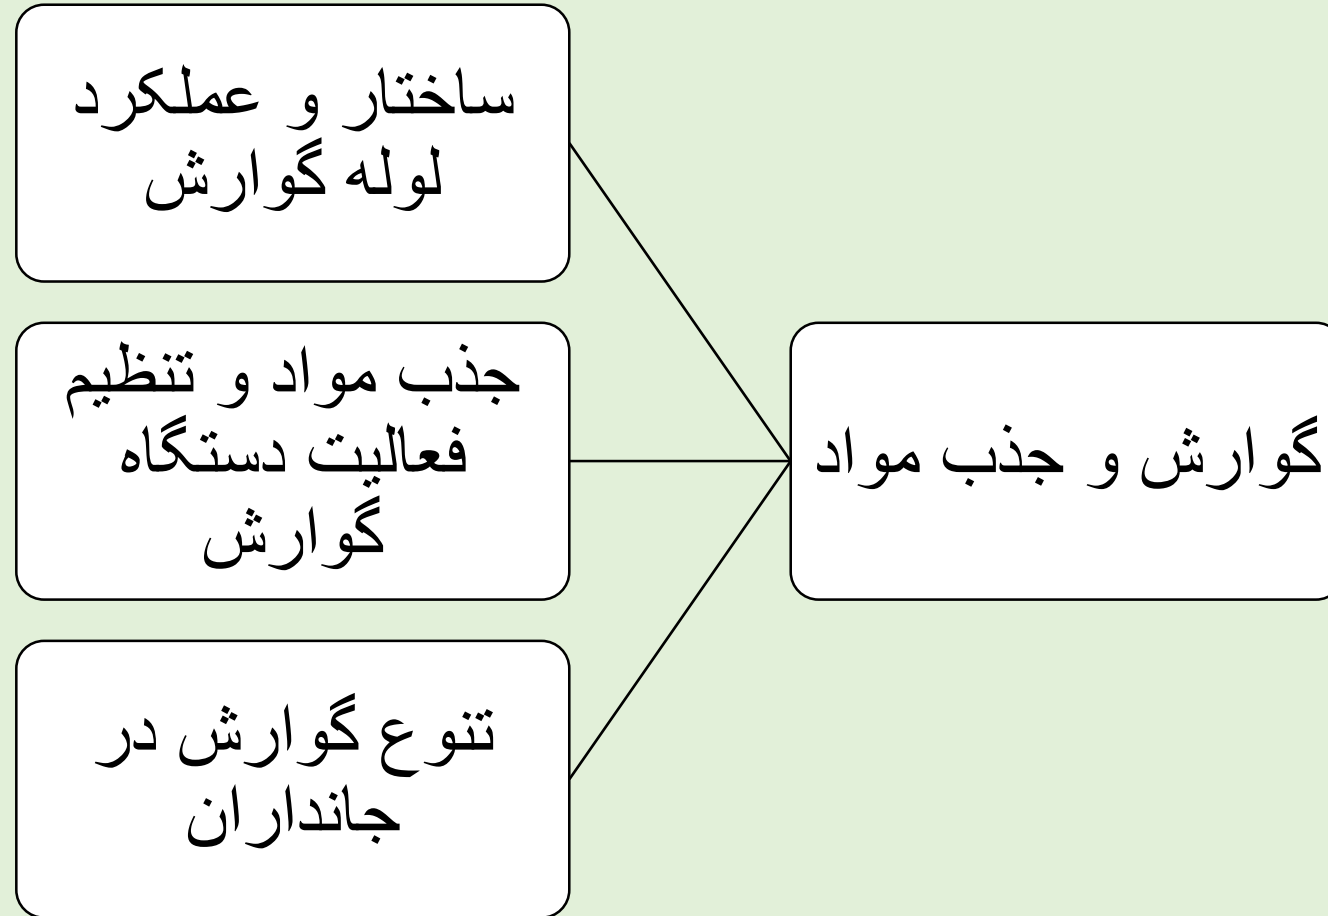 گوارش و جذب مواد
ساختار و عملکرد
لوله گوارش
جذب مواد و تنظیم
فعالیت دستگاه
گوارش
تنوع گوارش در
جانداران